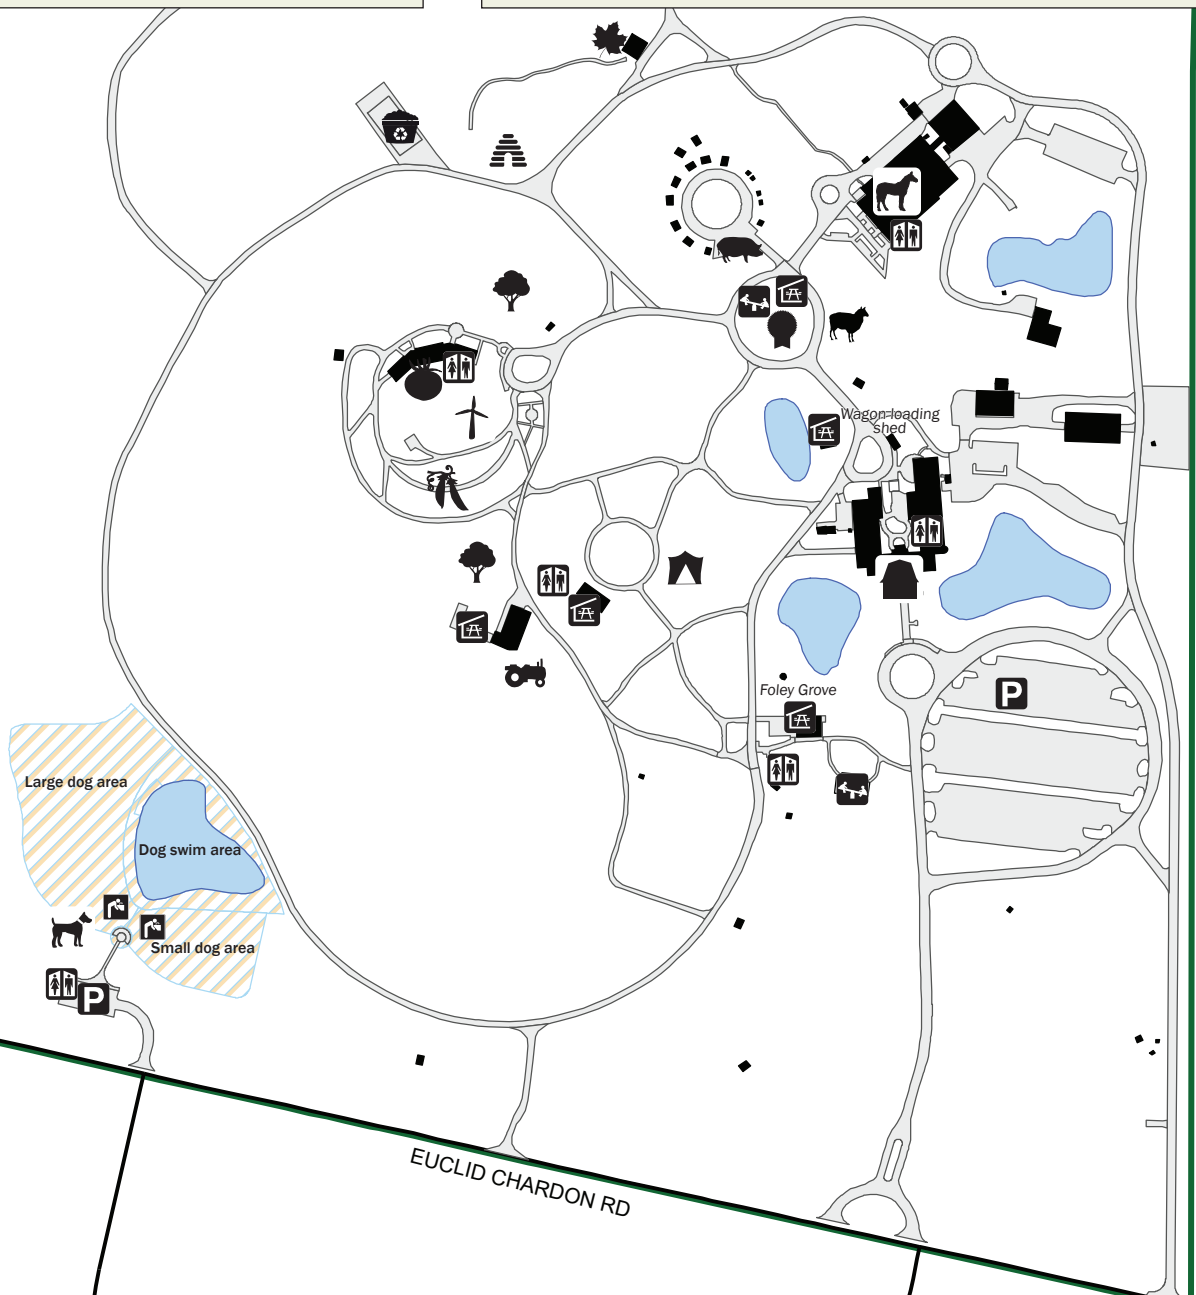 Wagon loading
shed
P
Foley Grove
Large dog area
Dog swim area
Small dog area
P
EUCLID CHARDON RD